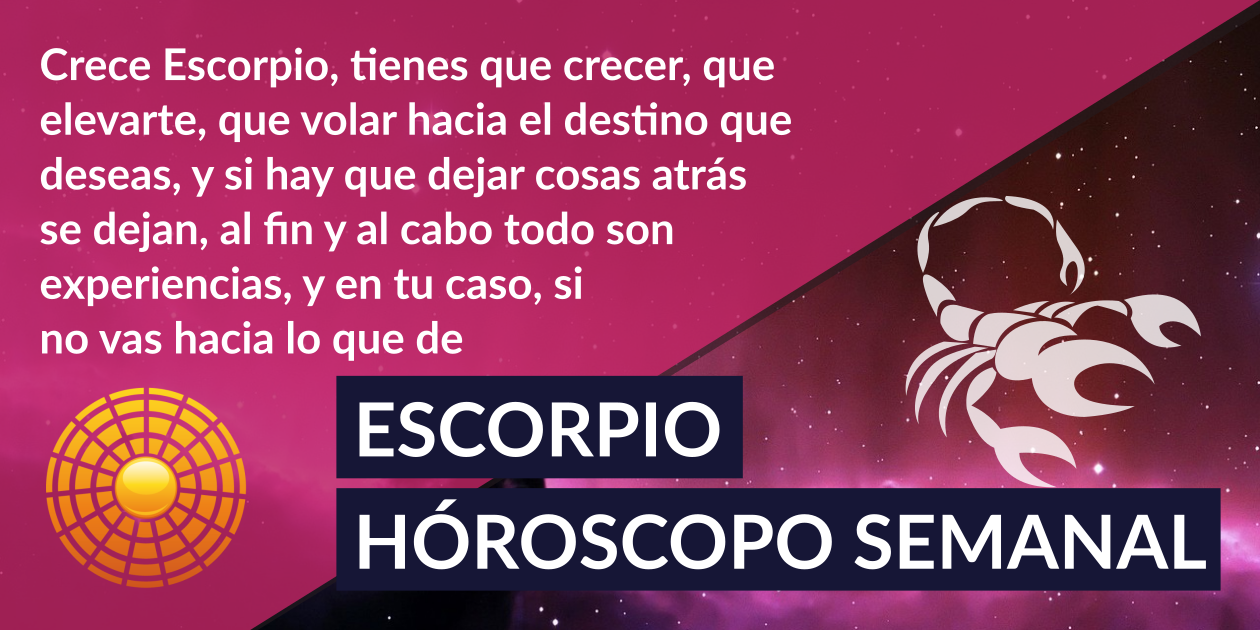 Crece Escorpio, tienes que crecer, que
elevarte, que volar hacia el destino que
deseas, y si hay que dejar cosas atrás
se dejan, al fin y al cabo todo son
experiencias, y en tu caso, si
no vas hacia lo que de
ESCORPIO
HÓROSCOPO SEMANAL